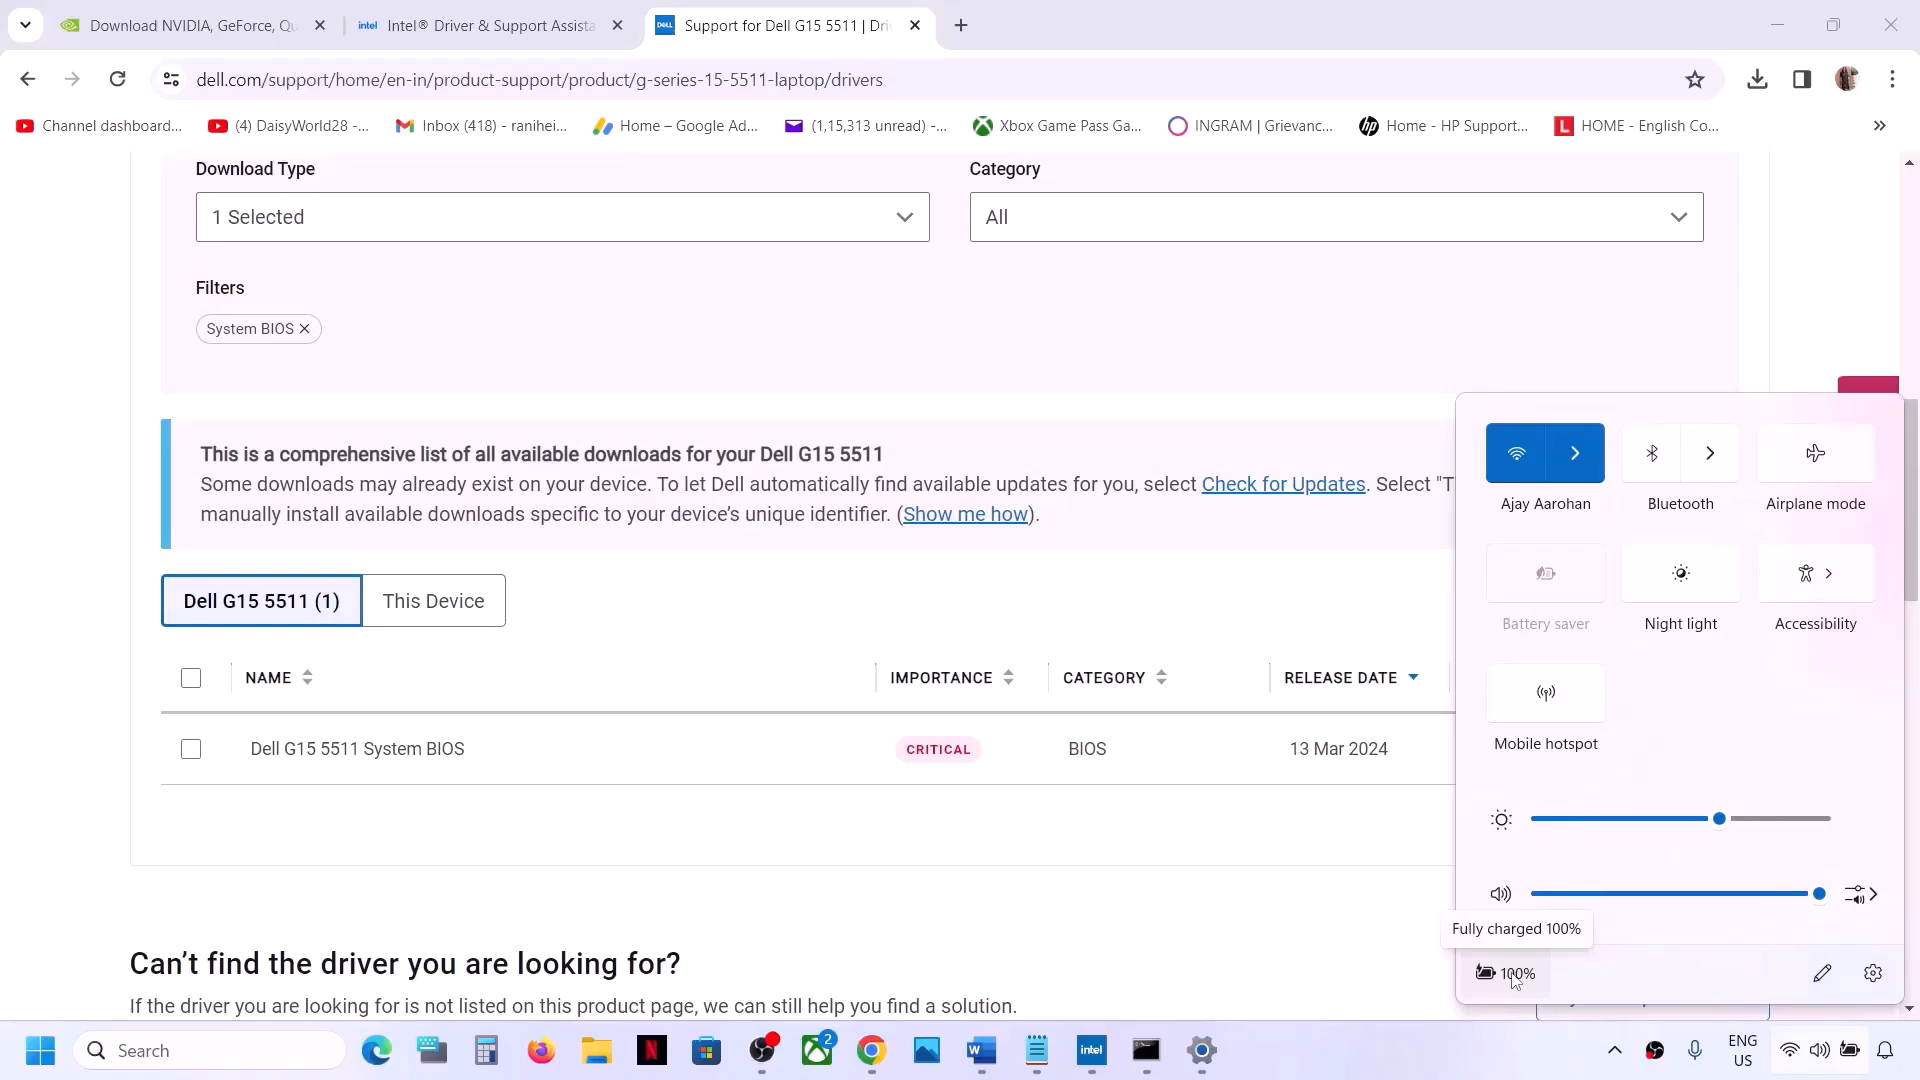 Download NVIDIA, GeForce, Qu
intel Intel® Driver & Support Assista
DELL Support for Dell G15 5511 | Dri
dell.com/support/home/en-in/product-support/product/g-series-15-5511-laptop/drivers
Channel dashboard...
(4) DaisyWorld28 -...
Inbox (418) - ranihei...
Home – Google Ad...
(1,15,313 unread) -...
Xbox Game Pass Ga...
INGRAM | Grievanc...
Home - HP Support...
L HOME - English Co...
Download Type
Category
1 Selected
All
Filters
System BIOS
This is a comprehensive list of all available downloads for your Dell G15 5511
Some downloads may already exist on your device. To let Dell automatically find available updates for you, select Check for Updates. Select "T
manually install available downloads specific to your device’s unique identifier. (Show me how).
Dell G15 5511 (1)
This Device
NAME
IMPORTANCE
CATEGORY
RELEASE DATE
Dell G15 5511 System BIOS
CRITICAL
BIOS
13 Mar 2024
Can’t find the driver you are looking for?
If the driver you are looking for is not listed on this product page, we can still help you find a solution.
Ajay Aarohan
Bluetooth
Airplane mode
Battery saver
Night light
Accessibility
Mobile hotspot
Fully charged 100%
100%
Search
2
intel
ENG
US